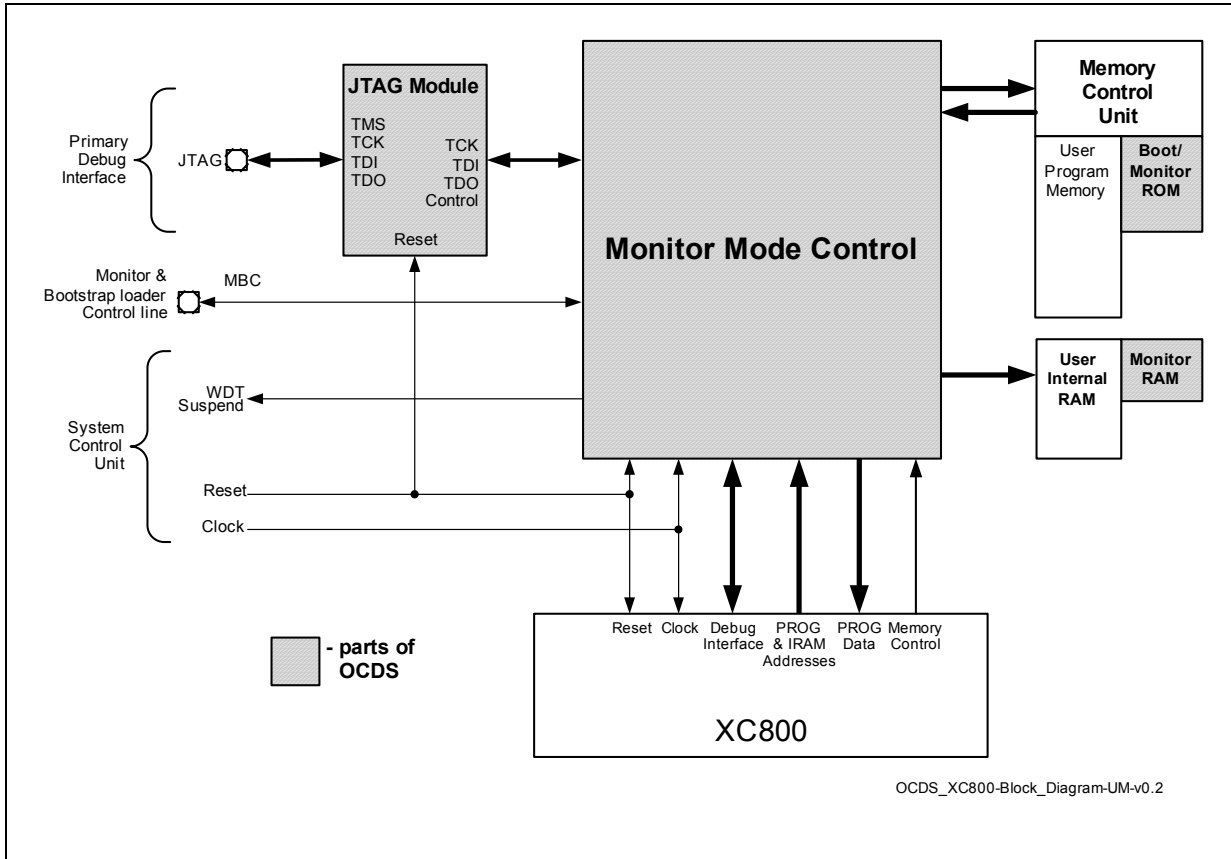 JTAG Module
TMS
TCK
TDI
TDO
TCK
TDI
TDO
Control
Reset
Primary
Debug
Interface
JTAG
Monitor &
Bootstrap loader
Control line
MBC
System
Control
Unit
WDT
Suspend
Reset
Clock
Monitor Mode Control
Memory
Control
Unit
User
Program
Memory
Boot/
Monitor
ROM
User
Internal
RAM
Monitor
RAM
Reset
Clock
Debug
Interface
PROG
& IRAM
Addresses
PROG
Data
Memory
Control
XC800
- parts of
OCDS
OCDS_XC800-Block_Diagram-UM-v0.2